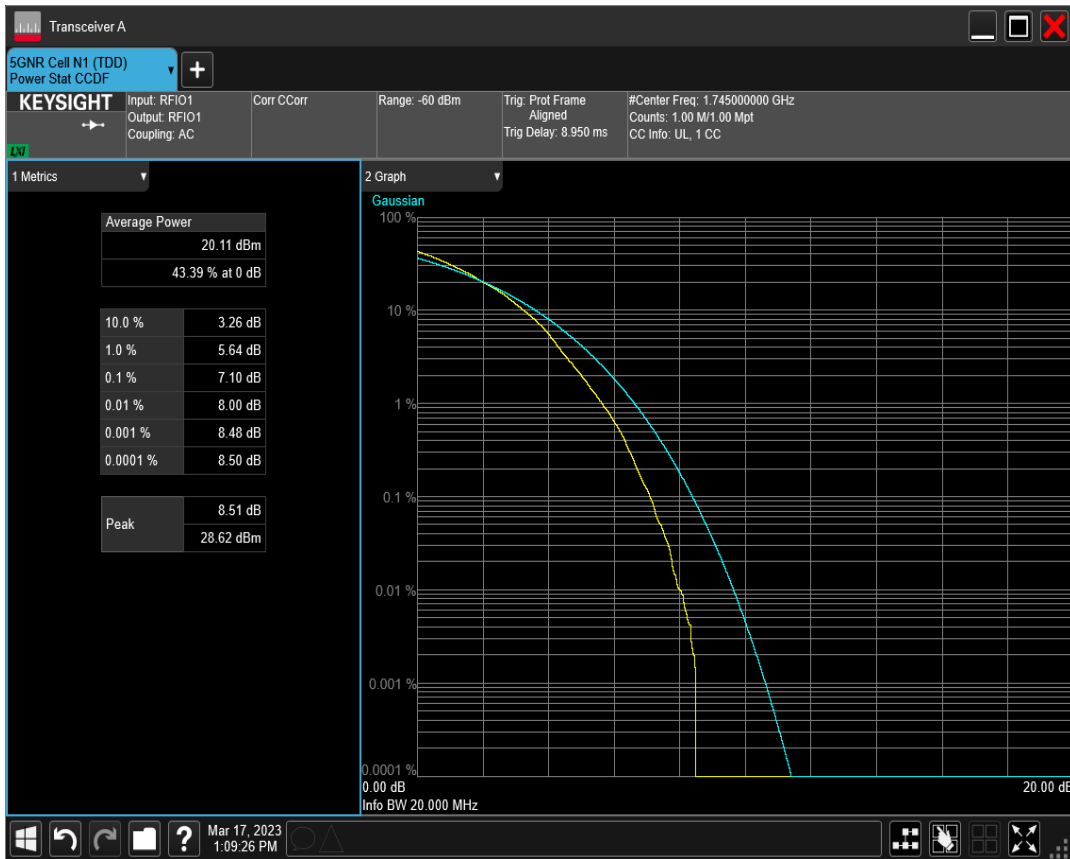 Transceiver A
5GNR Cell N1 (TDD)
Power Stat CCDF
+
KEYSIGHT
LXI
Input: RFIO1
Output: RFIO1
Coupling: AC
Corr CCorr
Range: -60 dBm
Trig: Prot Frame
Aligned
Trig Delay: 8.950 ms
#Center Freq: 1.745000000 GHz
Counts: 1.00 M/1.00 Mpt
CC Info: UL, 1 CC
1 Metrics
Average Power
20.11 dBm
43.39 % at 0 dB
10.0 % 3.26 dB
1.0 % 5.64 dB
0.1 % 7.10 dB
0.01 % 8.00 dB
0.001 % 8.48 dB
0.0001 % 8.50 dB
Peak 8.51 dB
28.62 dBm
2 Graph
Gaussian
100 %
10 %
1 %
0.1 %
0.01 %
0.001 %
0.0001 %
0.00 dB 20.00 dB
Info BW 20.000 MHz
?
Mar 17, 2023
1:09:26 PM